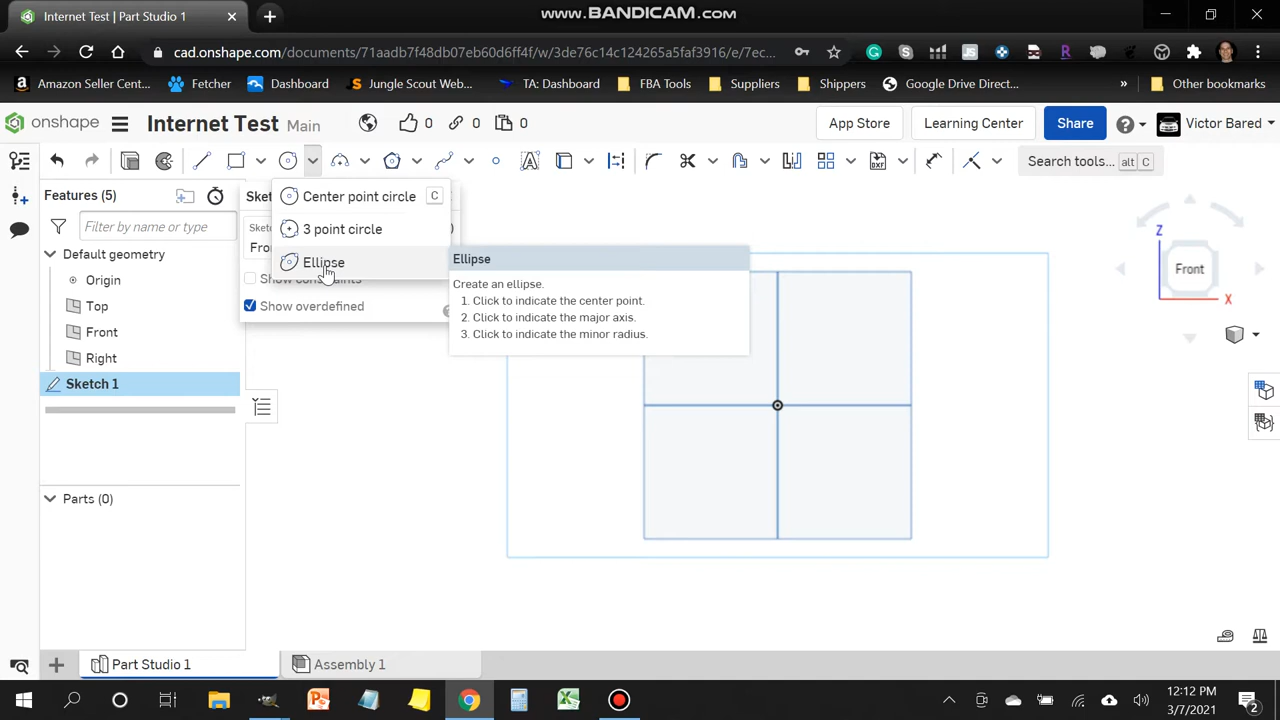 Internet Test | Part Studio 1
www.BANDICAM.com
cad.onshape.com/documents/71aadb7f48db07eb60d6ff4f/w/3de76c14c124265a5faf3916/e/7ec...
Amazon Seller Cent...
Fetcher
Dashboard
Jungle Scout Web...
TA: Dashboard
FBA Tools
Suppliers
Shippers
Google Drive Direct...
»
Other bookmarks
onshape
Internet Test Main
0
0
0
App Store
Learning Center
Share
Victor Bared
Search tools... alt C
Features (5)
Filter by name or type
Default geometry
Origin
Top
Front
Right
Sketch 1
Parts (0)
Center point circle C
3 point circle
Ellipse
Show overdefined
Ellipse
Create an ellipse.
1. Click to indicate the center point.
2. Click to indicate the major axis.
3. Click to indicate the minor radius.
Z
Front
X
Part Studio 1
Assembly 1
12:12 PM
3/7/2021
2